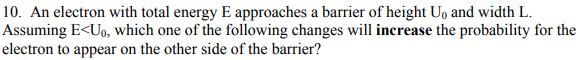 10. An electron with total energy E approaches a barrier of height U₀ and width L.
Assuming E<U₀, which one of the following changes will increase the probability for the
electron to appear on the other side of the barrier?